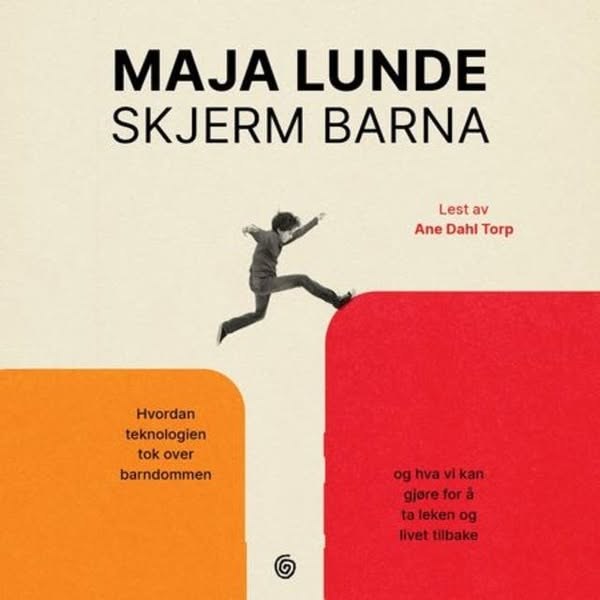 MAJA LUNDE
SKJERM BARNA
Lest av
Ane Dahl Torp
Hvordan
teknologien
tok over
barndommen
og hva vi kan
gjøre for å
ta leken og
livet tilbake